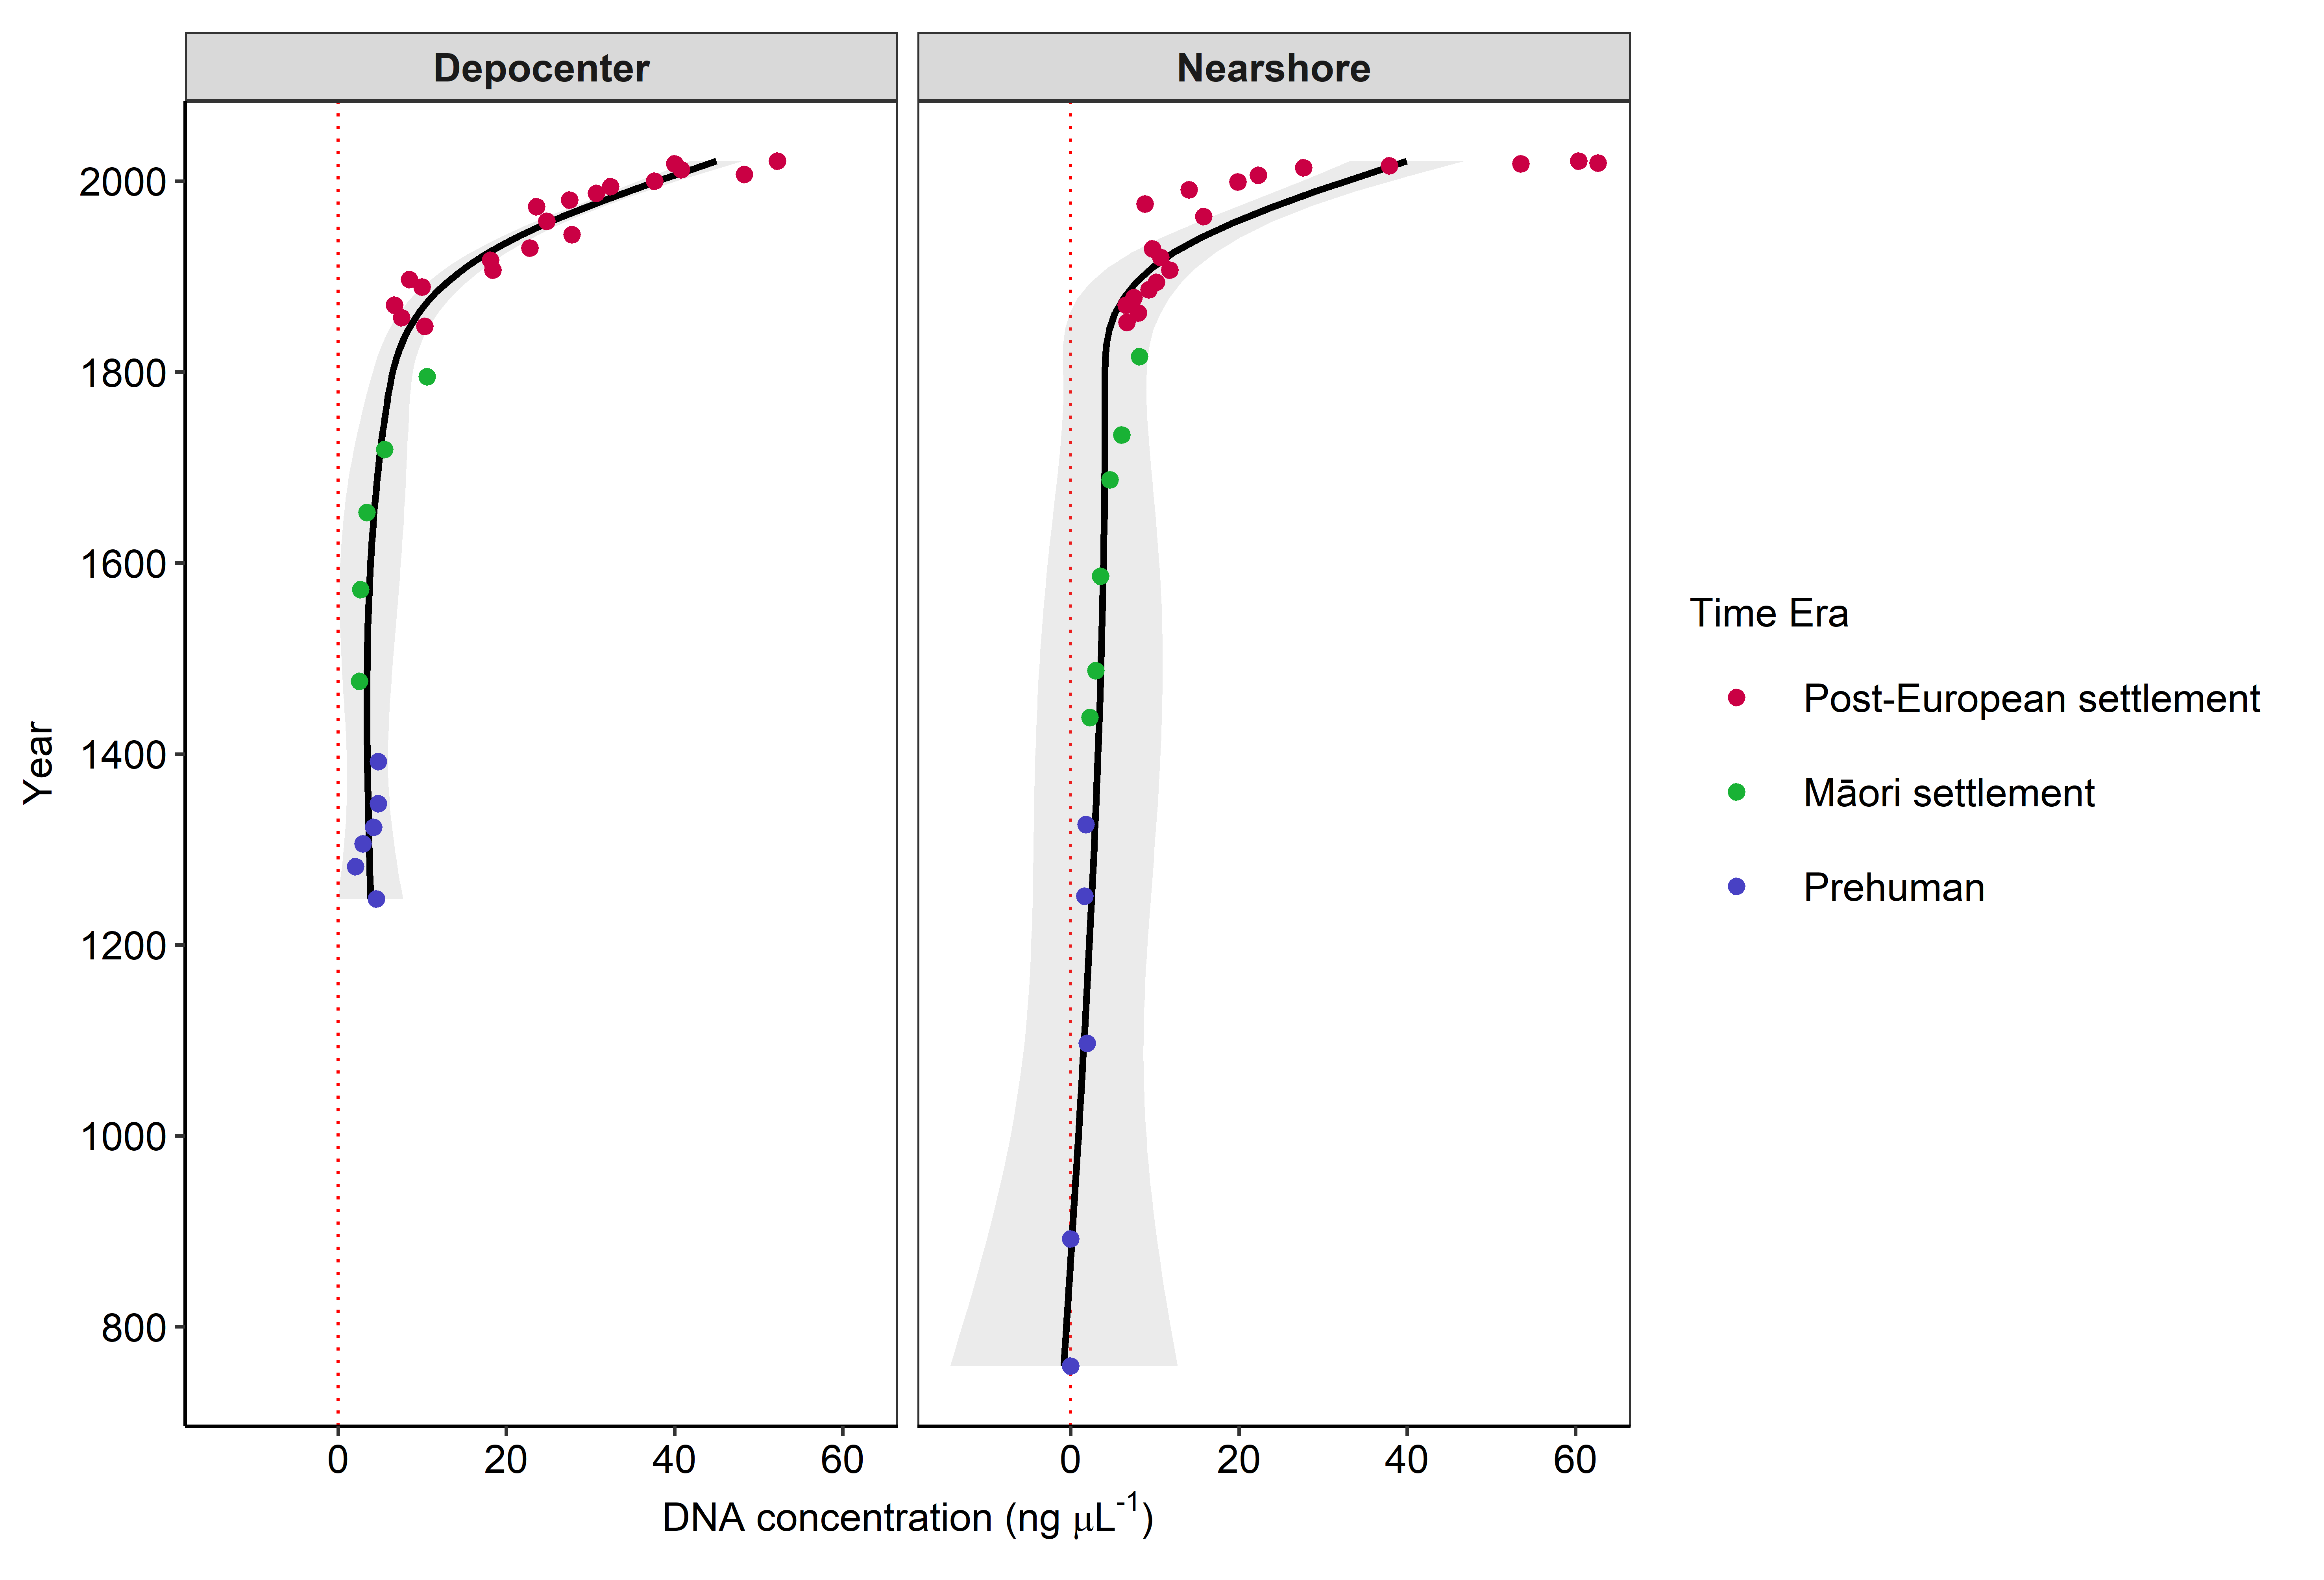 Depocenter
Nearshore
2000
1800
1600
1400
1200
1000
800
Year
0 20 40 60
0 20 40 60
DNA concentration (ng μL⁻¹)
Time Era
Post-European settlement
Māori settlement
Prehuman